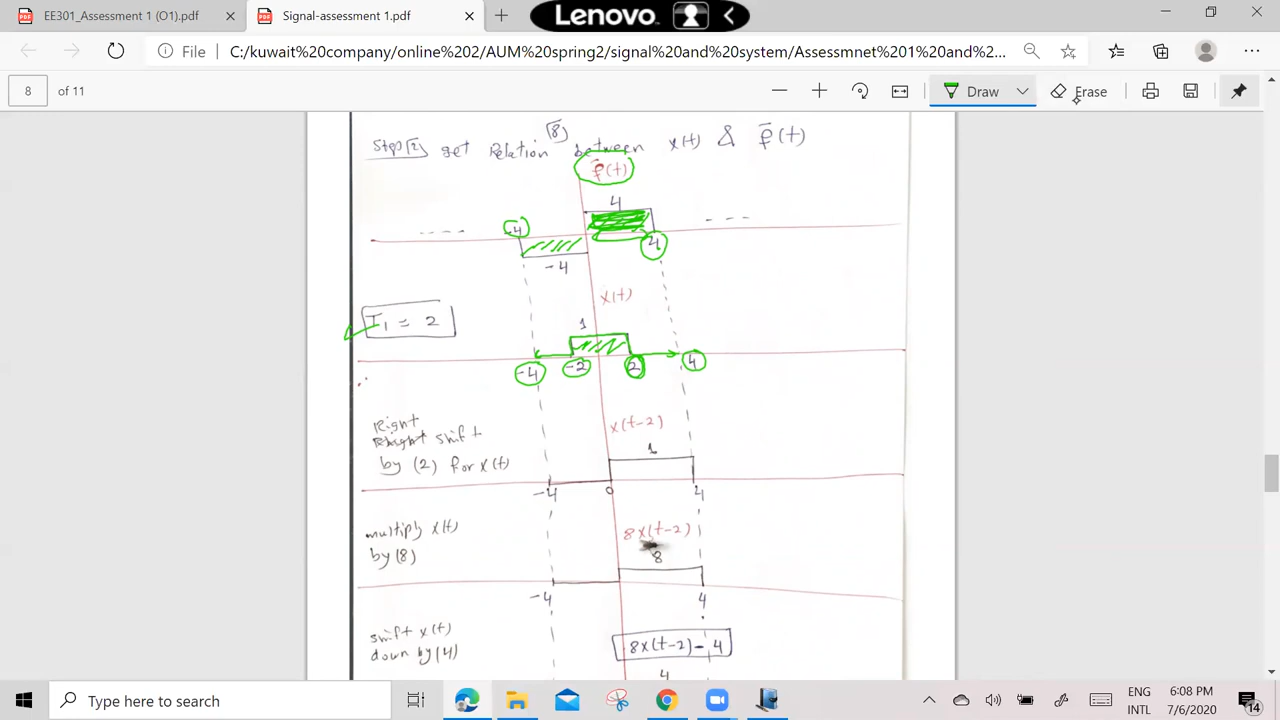 EE301_Assessment 1 (O1).pdf
Signal-assessment 1.pdf
Lenovo
File
C:/kuwait%20company/online%202/AUM%20spring2/signal%20and%20system/Assessmnet%201%20and%2...
8 of 11
Draw
Erase
Step [2] get Relation between x(t) & f̄(t)
[8]
f̄(t)
4
-4
4
-4
x(t)
T₁ = 2
1
-4 -2 2 4
x(t-2)
Right
shift
by (2) for x(t)
1
-4 0 4
8x(t-2)
multiply x(t)
by (8)
8
-4 4
shift x(t)
down by (4)
8x(t-2) - 4
4
Type here to search
ENG
INTL
6:08 PM
7/6/2020
14